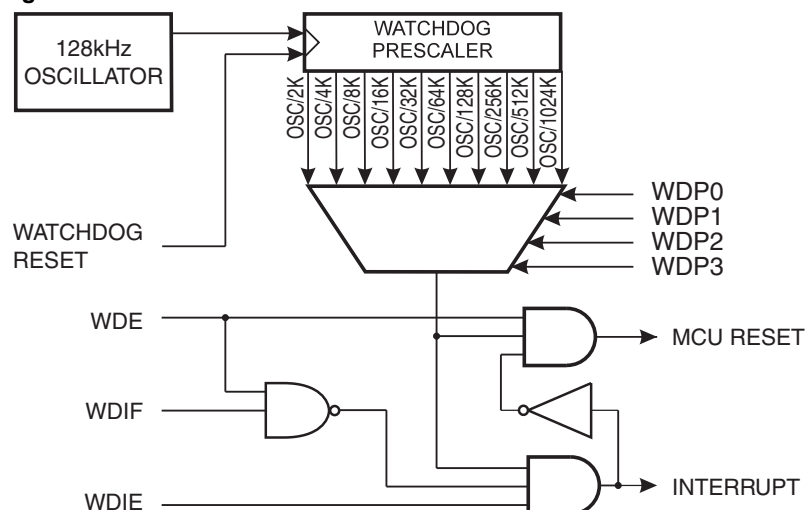 128kHz
OSCILLATOR
WATCHDOG
PRESCALER
OSC/2K
OSC/4K
OSC/8K
OSC/16K
OSC/32K
OSC/64K
OSC/128K
OSC/256K
OSC/512K
OSC/1024K
WATCHDOG
RESET
WDP0
WDP1
WDP2
WDP3
WDE
MCU RESET
WDIF
INTERRUPT
WDIE